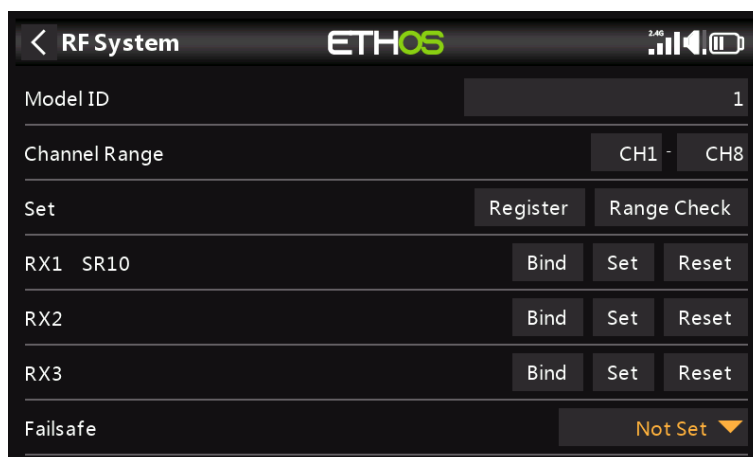 RF System ETHOS 2.4G
Model ID 1
Channel Range CH1 - CH8
Set Register Range Check
RX1 SR10 Bind Set Reset
RX2 Bind Set Reset
RX3 Bind Set Reset
Failsafe Not Set